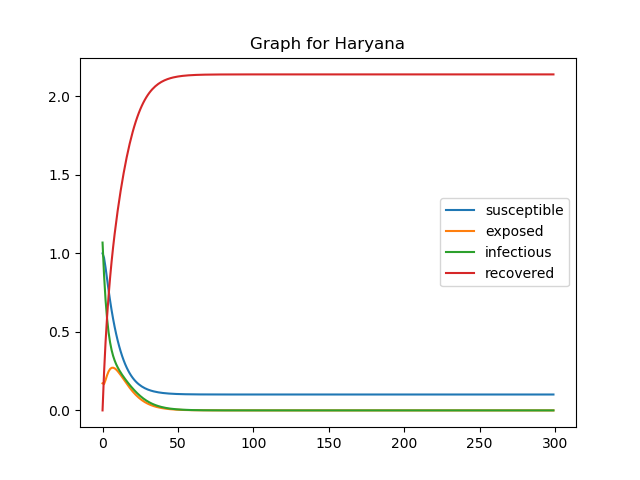 Graph for Haryana
2.0
1.5
1.0
0.5
0.0
susceptible
exposed
infectious
recovered
0 50 100 150 200 250 300